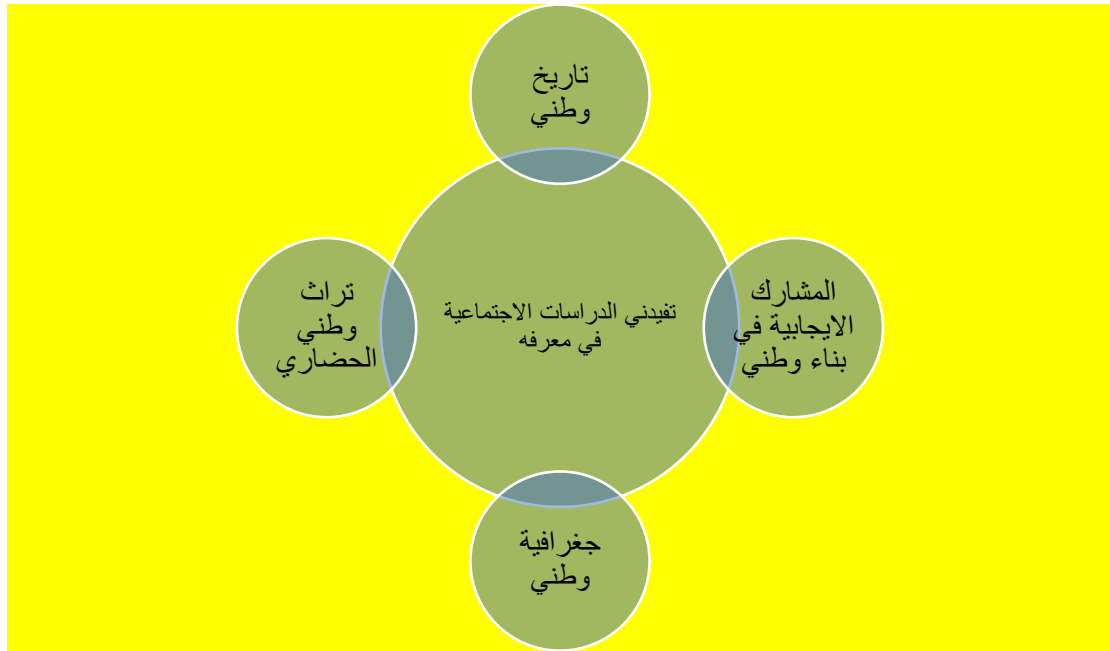 تاريخ
وطني
تفيدني الدراسات الاجتماعية
في معرفه
المشارك
الايجابية في
بناء وطني
تراث
وطني
الحضاري
جغرافية
وطني